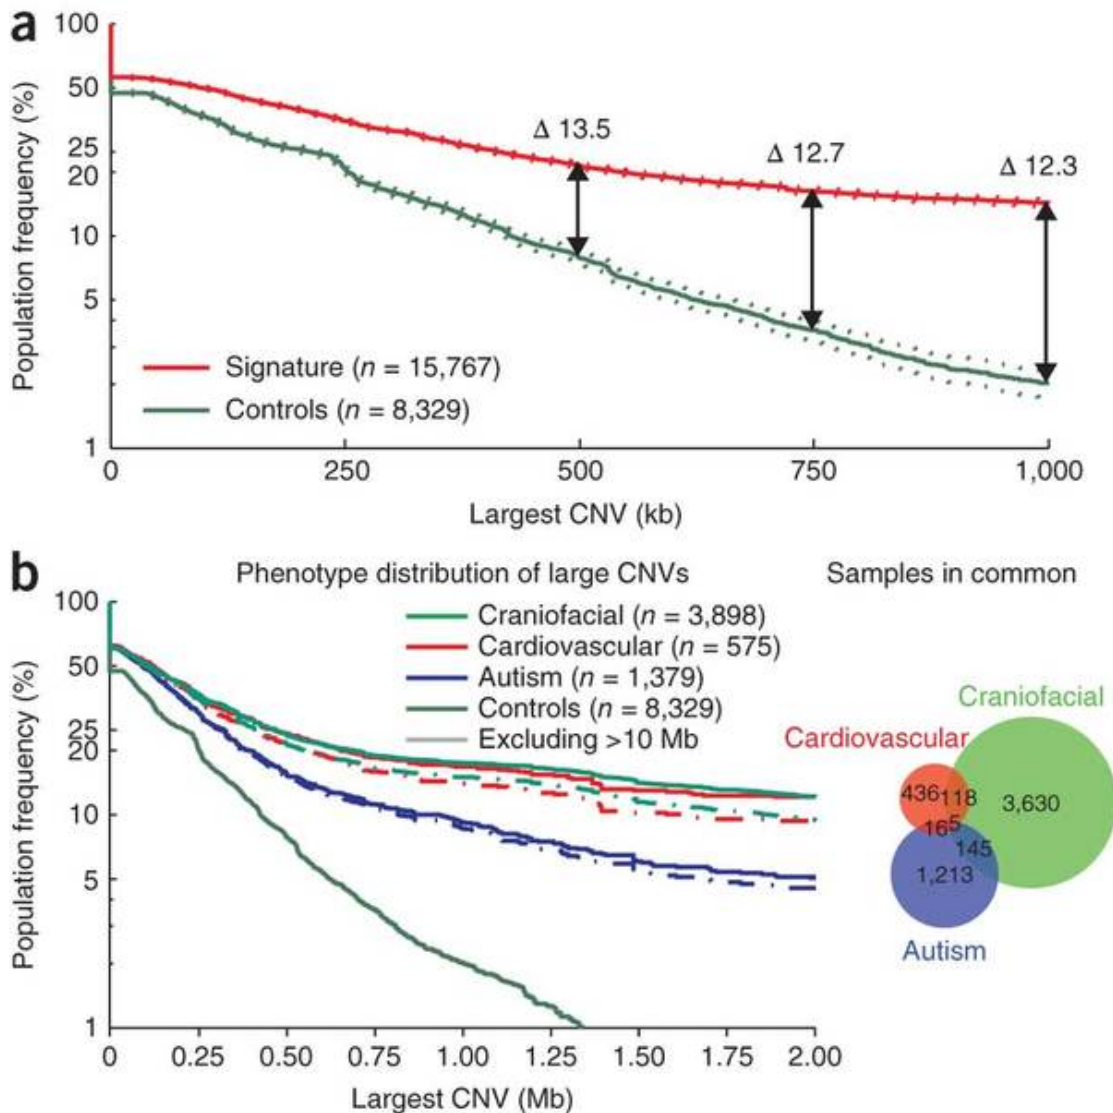 a
Population frequency (%)
100
50
25
20
10
5
1
Δ 13.5
Δ 12.7
Δ 12.3
Signature (n = 15,767)
Controls (n = 8,329)
0 250 500 750 1,000
Largest CNV (kb)
b
Phenotype distribution of large CNVs
Samples in common
Population frequency (%)
100
50
25
20
10
5
1
Craniofacial (n = 3,898)
Cardiovascular (n = 575)
Autism (n = 1,379)
Controls (n = 8,329)
Excluding >10 Mb
0 0.25 0.50 0.75 1.00 1.25 1.50 1.75 2.00
Largest CNV (Mb)
Craniofacial
Cardiovascular
436 118 3,630
16 5
145
1,213
Autism